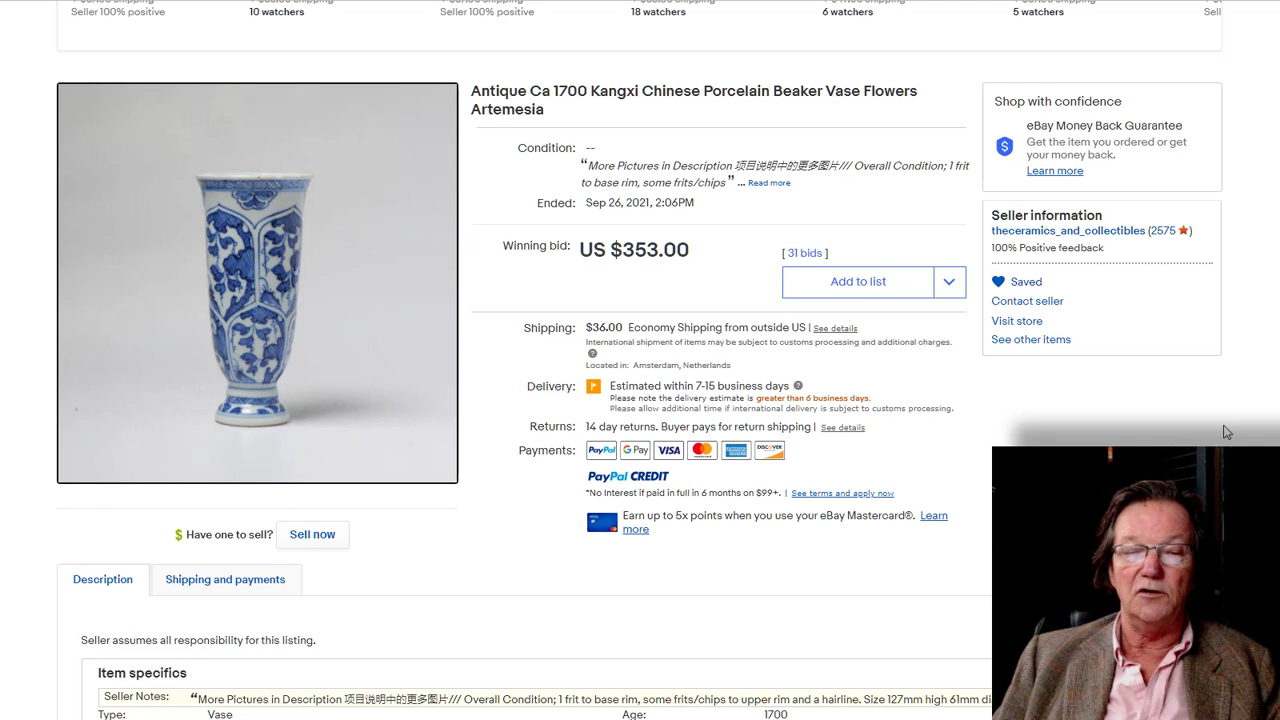 Seller 100% positive
10 watchers
Seller 100% positive
18 watchers
6 watchers
5 watchers
Sell
Antique Ca 1700 Kangxi Chinese Porcelain Beaker Vase Flowers
Artemesia
Condition: --
“More Pictures in Description 项目说明中的更多图片/// Overall Condition; 1 frit
to base rim, some frits/chips” ... Read more
Ended: Sep 26, 2021, 2:06PM
Winning bid: US $353.00 [ 31 bids ]
Add to list
Shipping: $36.00 Economy Shipping from outside US | See details
International shipment of items may be subject to customs processing and additional charges.
Located in: Amsterdam, Netherlands
Delivery: Estimated within 7-15 business days
Please note the delivery estimate is greater than 6 business days.
Please allow additional time if international delivery is subject to customs processing.
Returns: 14 day returns. Buyer pays for return shipping | See details
Payments: PayPal G Pay VISA
PayPal CREDIT
*No Interest if paid in full in 6 months on $99+. | See terms and apply now
Earn up to 5x points when you use your eBay Mastercard®. Learn
more
Shop with confidence
eBay Money Back Guarantee
Get the item you ordered or get
your money back.
Learn more
Seller information
theceramics_and_collectibles (2575 ★)
100% Positive feedback
Saved
Contact seller
Visit store
See other items
$ Have one to sell? Sell now
Description Shipping and payments
Seller assumes all responsibility for this listing.
Item specifics
Seller Notes: “More Pictures in Description 项目说明中的更多图片/// Overall Condition; 1 frit to base rim, some frits/chips to upper rim and a hairline. Size 127mm high 61mm di
Type: Vase Age: 1700